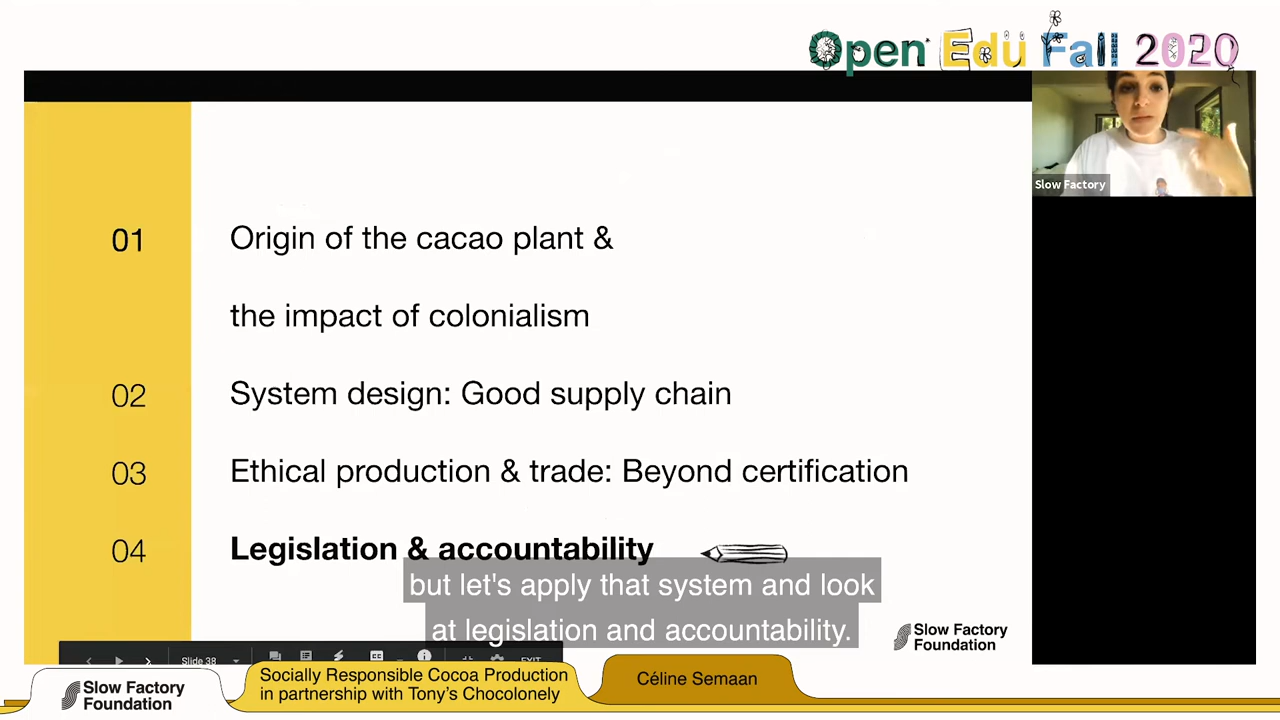 Open Edu Fall 2020
Slow Factory
01
Origin of the cacao plant &
the impact of colonialism
02
System design: Good supply chain
03
Ethical production & trade: Beyond certification
04
Legislation & accountability
but let's apply that system and look
at legislation and accountability.
Slow Factory
Foundation
Slide 38
EXIT
Slow Factory
Foundation
Socially Responsible Cocoa Production
in partnership with Tony's Chocolonely
Céline Semaan